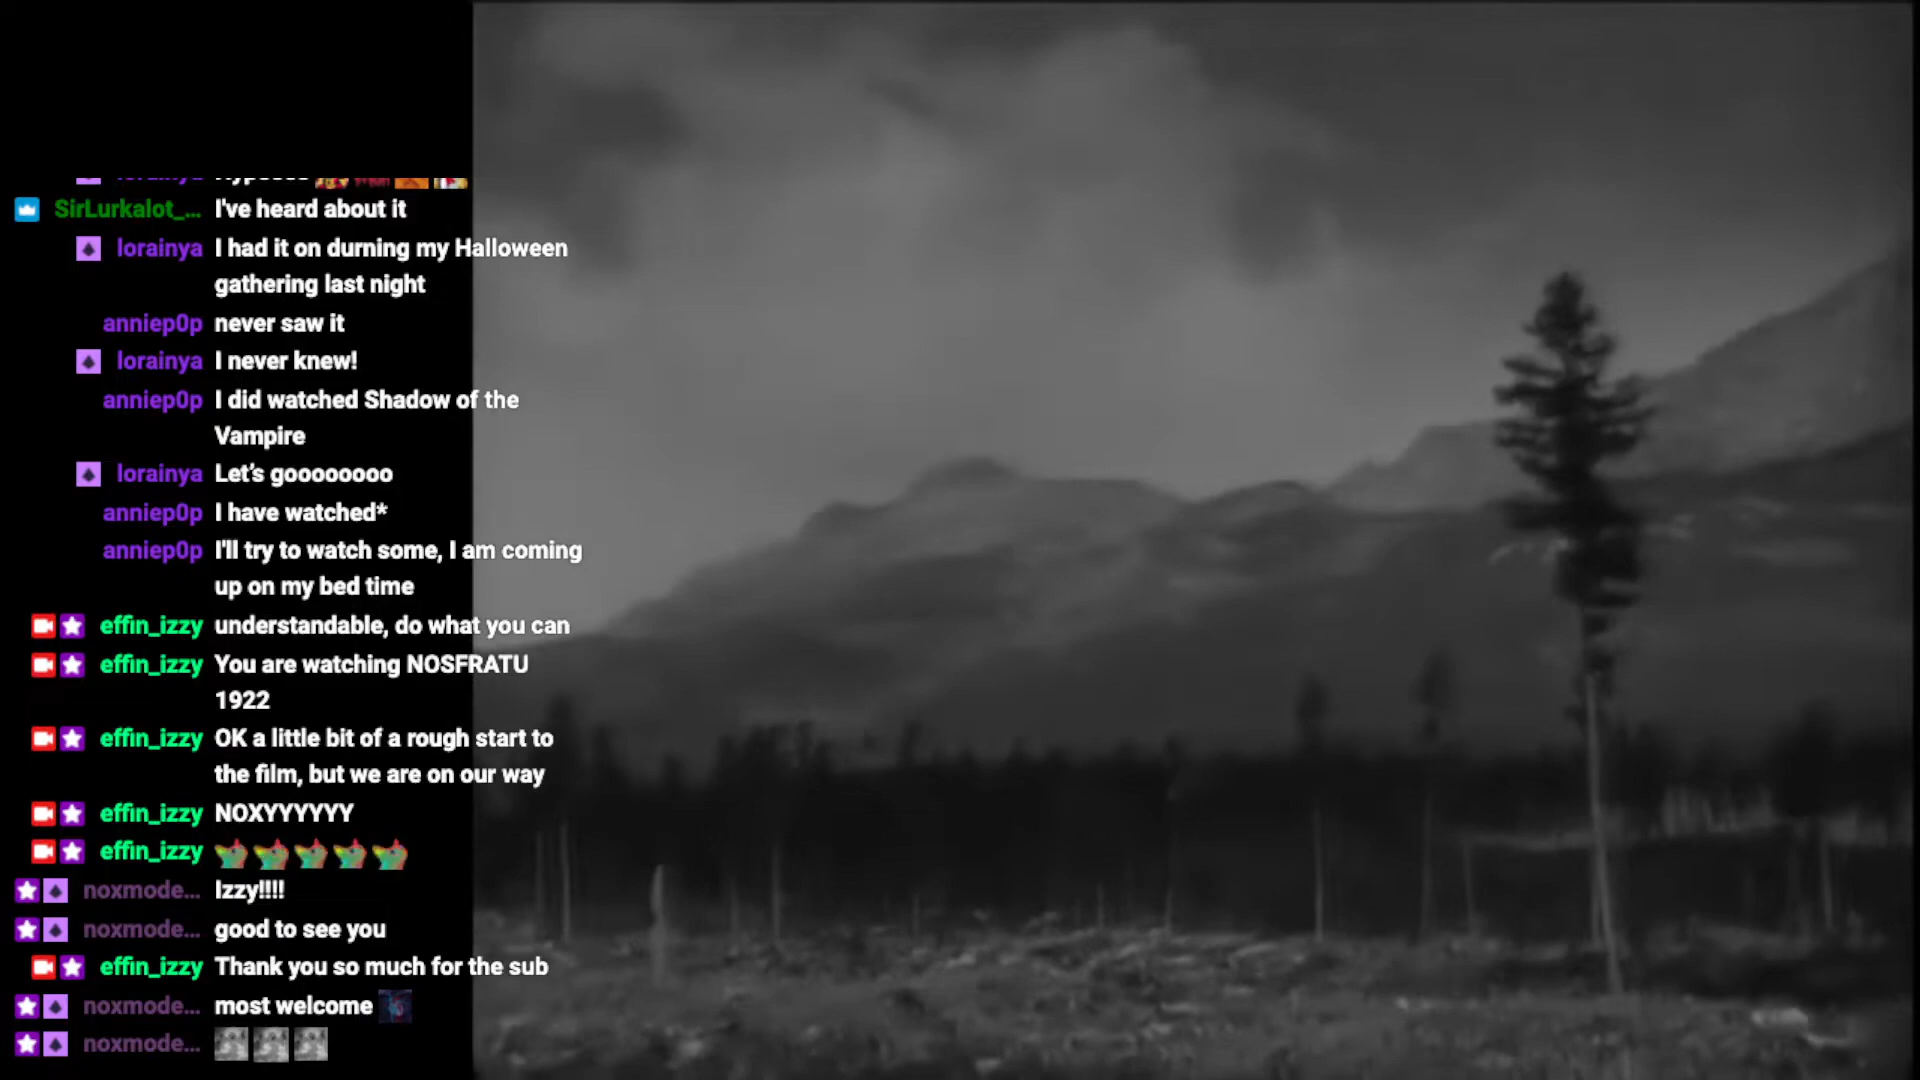 SirLurkalot_... I've heard about it
lorainya I had it on durning my Halloween
gathering last night
anniep0p never saw it
lorainya I never knew!
anniep0p I did watched Shadow of the
Vampire
lorainya Let's goooooooo
anniep0p I have watched*
anniep0p I'll try to watch some, I am coming
up on my bed time
effin_izzy understandable, do what you can
effin_izzy You are watching NOSFRATU
1922
effin_izzy OK a little bit of a rough start to
the film, but we are on our way
effin_izzy NOXYYYYYY
effin_izzy
noxmode... Izzy!!!!
noxmode... good to see you
effin_izzy Thank you so much for the sub
noxmode... most welcome
noxmode...